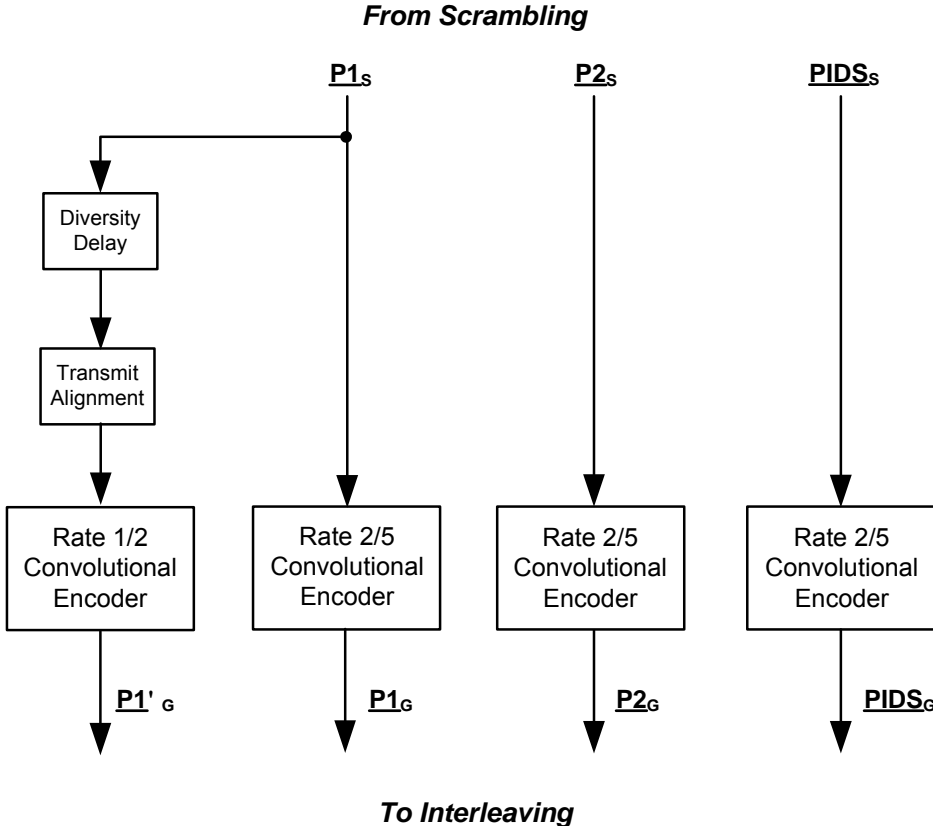 From Scrambling
P1S
P2S
PIDSS
Diversity
Delay
Transmit
Alignment
Rate 1/2
Convolutional
Encoder
Rate 2/5
Convolutional
Encoder
Rate 2/5
Convolutional
Encoder
Rate 2/5
Convolutional
Encoder
P1' G
P1G
P2G
PIDSG
To Interleaving